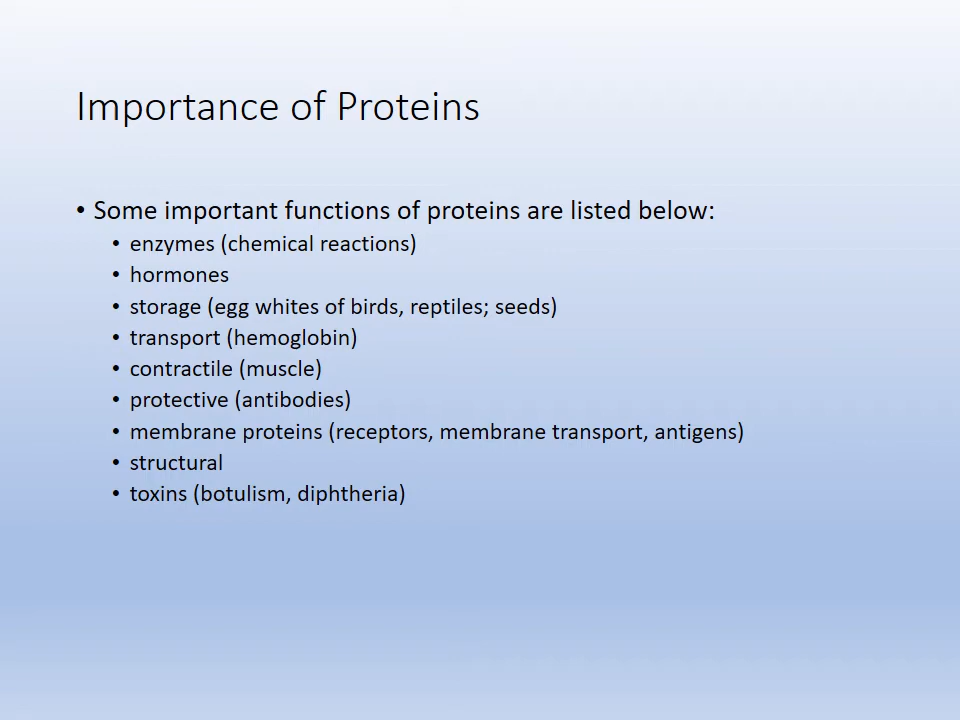 Importance of Proteins
• Some important functions of proteins are listed below:
• enzymes (chemical reactions)
• hormones
• storage (egg whites of birds, reptiles; seeds)
• transport (hemoglobin)
• contractile (muscle)
• protective (antibodies)
• membrane proteins (receptors, membrane transport, antigens)
• structural
• toxins (botulism, diphtheria)